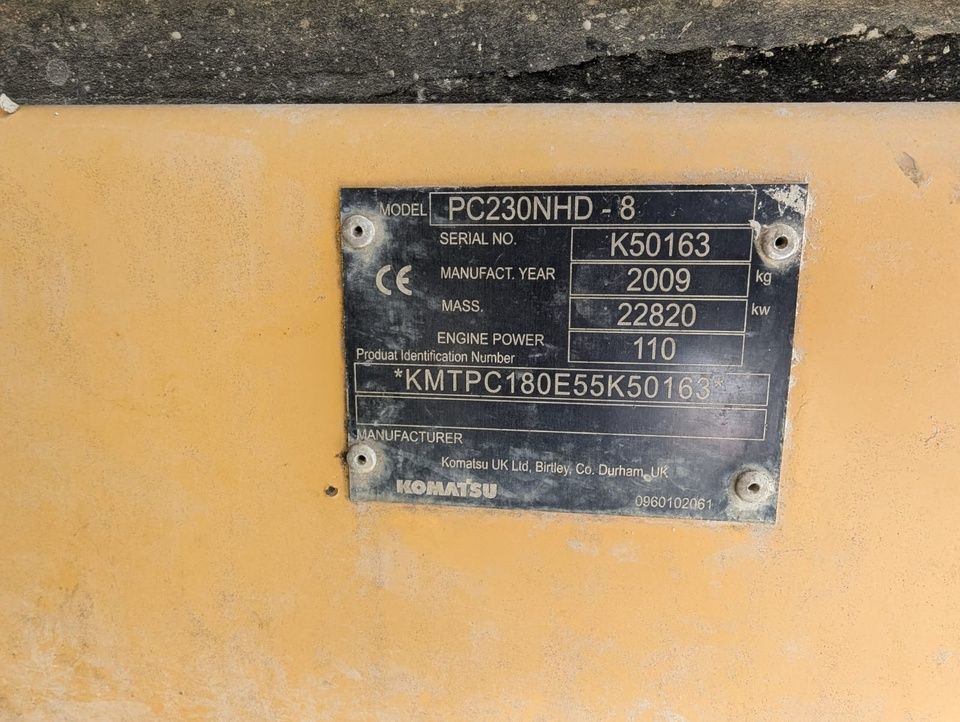 MODEL PC230NHD - 8
SERIAL NO. K50163
CE MANUFACT. YEAR 2009 kg
MASS. 22820 kw
ENGINE POWER 110
Produat Identification Number
*KMTPC180E55K50163*
MANUFACTURER
Komatsu UK Ltd, Birtley, Co. Durham, UK
KOMATSU 0960102061